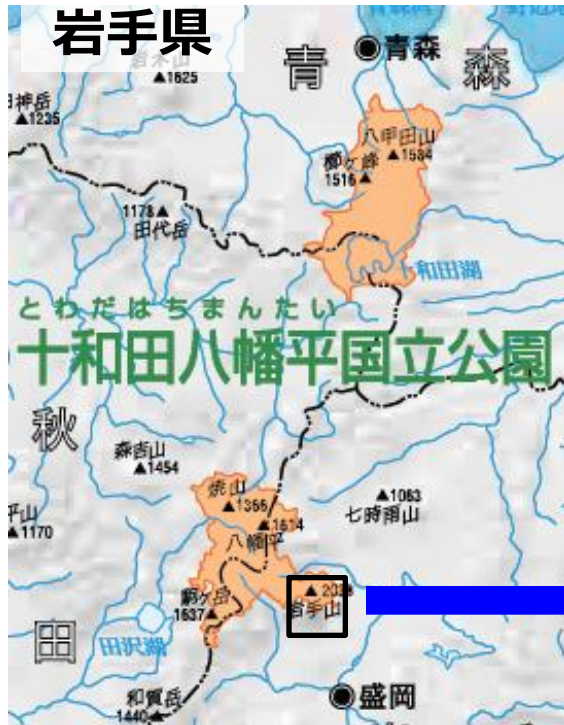 岩手県
▲1625
青森
◉青森
▲1235
八甲田山
▲1584
櫛ヶ峰
1516▲
1178▲
田代岳
十和田湖
とわだはちまんたい
十和田八幡平国立公園
秋
森吉山
▲1454
焼山
▲1366
▲1614
八幡平
▲1063
七時雨山
▲1170
▲2038
岩手山
駒ヶ岳
1637▲
田
田沢湖
和賀岳
1440▲
◉盛岡